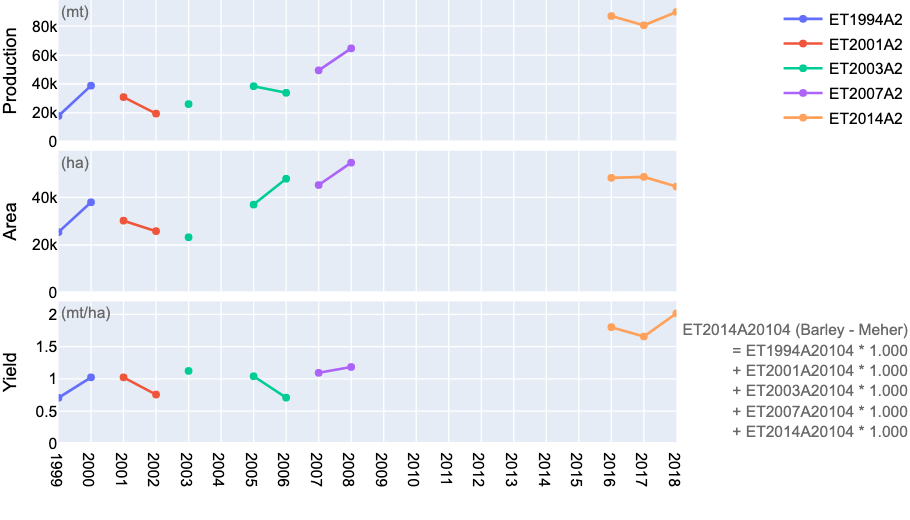 (mt)
Production
80k
60k
40k
20k
0
ET1994A2
ET2001A2
ET2003A2
ET2007A2
ET2014A2
(ha)
Area
40k
20k
0
(mt/ha)
Yield
2
1.5
1
0.5
0
1999
2000
2001
2002
2003
2005
2006
2007
2008
2009
2010
2011
2012
2013
2014
2015
2016
2017
2018
ET2014A20104 (Barley - Meher)
= ET1994A20104 * 1.000
+ ET2001A20104 * 1.000
+ ET2003A20104 * 1.000
+ ET2007A20104 * 1.000
+ ET2014A20104 * 1.000